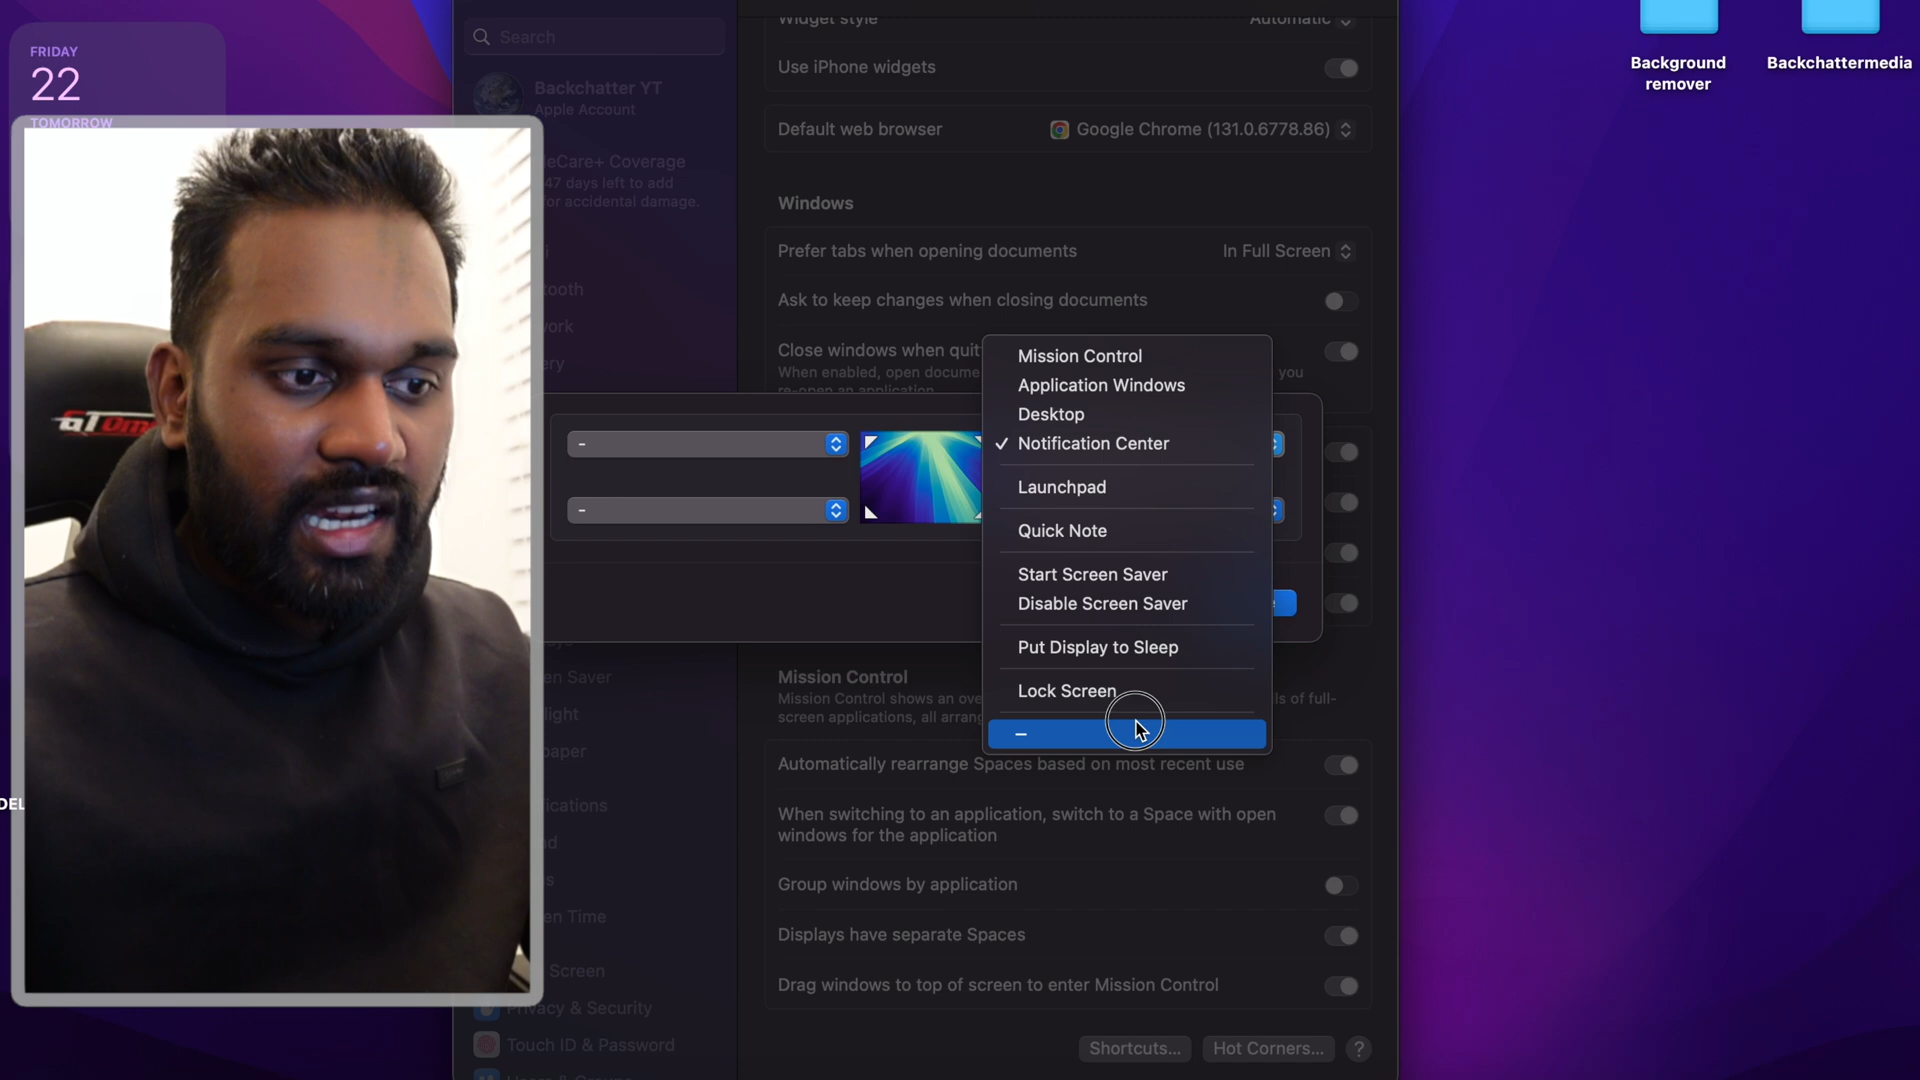 FRIDAY
22
TOMORROW
Search
Backchatter YT
Apple Account
eCare+ Coverage
47 days left to add
or accidental damage.
Widget style
Automatic
Use iPhone widgets
Default web browser
Google Chrome (131.0.6778.86)
Windows
Prefer tabs when opening documents
In Full Screen
Ask to keep changes when closing documents
Close windows when quit
When enabled, open docume
you
re-open an application.
-
-
Mission Control
Application Windows
Desktop
✓ Notification Center
Launchpad
Quick Note
Start Screen Saver
Disable Screen Saver
Put Display to Sleep
Lock Screen
–
Mission Control
Mission Control shows an ove
ls of full-
screen applications, all arrang
Automatically rearrange Spaces based on most recent use
When switching to an application, switch to a Space with open
windows for the application
Group windows by application
Displays have separate Spaces
Drag windows to top of screen to enter Mission Control
Shortcuts...
Hot Corners...
?
en Saver
light
paper
ications
en Time
Screen
Privacy & Security
Touch ID & Password
Background
remover
Backchattermedia
DEL